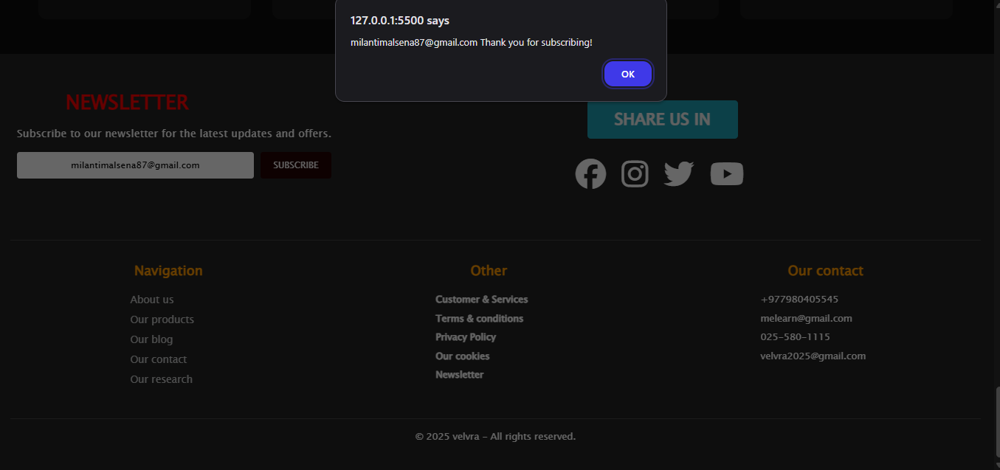 127.0.0.1:5500 says
milantimalsena87@gmail.com Thank you for subscribing!
OK
NEWSLETTER
Subscribe to our newsletter for the latest updates and offers.
milantimalsena87@gmail.com
SUBSCRIBE
SHARE US IN
Navigation
About us
Our products
Our blog
Our contact
Our research
Other
Customer & Services
Terms & conditions
Privacy Policy
Our cookies
Newsletter
Our contact
+977980405545
melearn@gmail.com
025-580-1115
velvra2025@gmail.com
© 2025 velvra - All rights reserved.